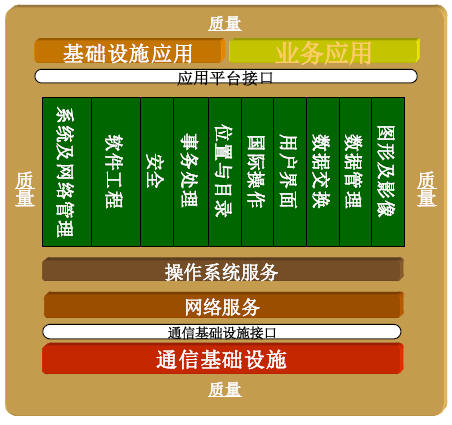 质量
基础设施应用
业务应用
应用平台接口
质量
系统及网络管理
软件工程
安全
事务处理
位置与目录
国际操作
用户界面
数据交换
数据管理
图形及影像
质量
操作系统服务
网络服务
通信基础设施接口
通信基础设施
质量